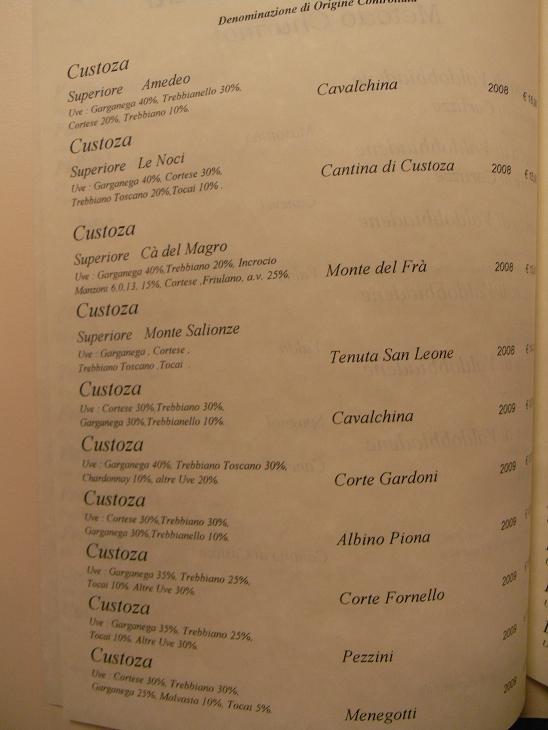 Denominazione di Origine Controllata
Custoza
Superiore Amedeo
Uve : Garganega 40%, Trebbianello 30%,
Cortese 20%, Trebbiano 10%.
Cavalchina 2008 €
Custoza
Superiore Le Noci
Uve : Garganega 40%, Cortese 30%,
Trebbiano Toscano 20%,Tocai 10% .
Cantina di Custoza 2008 €
Custoza
Superiore Cà del Magro
Uve : Garganega 40%,Trebbiano 20%, Incrocio
Manzoni 6.0.13, 15%, Cortese ,Friulano, a.v. 25%,
Monte del Frà 2008 €
Custoza
Superiore Monte Salionze
Uve : Garganega , Cortese ,
Trebbiano Toscano ,Tocai .
Tenuta San Leone 2008 €
Custoza
Uve : Cortese 30%,Trebbiano 30%,
Garganega 30%,Trebbianello 10%.
Cavalchina 2009 €
Custoza
Uve : Garganega 40%, Trebbiano Toscano 30%,
Chardonnay 10%, altre Uve 20%.
Corte Gardoni 2009
Custoza
Uve : Cortese 30%,Trebbiano 30%,
Garganega 30%,Trebbianello 10%.
Albino Piona 2009
Custoza
Uve : Garganega 35%, Trebbiano 25%,
Tocai 10%. Altre Uve 30%.
Corte Fornello 2009
Custoza
Uve : Garganega 35%, Trebbiano 25%,
Tocai 10%. Altre Uve 30%.
Pezzini 2009
Custoza
Uve : Cortese 30%, Trebbiano 30%,
Garganega 25%, Malvasia 10%, Tocai 5%.
Menegotti 2009